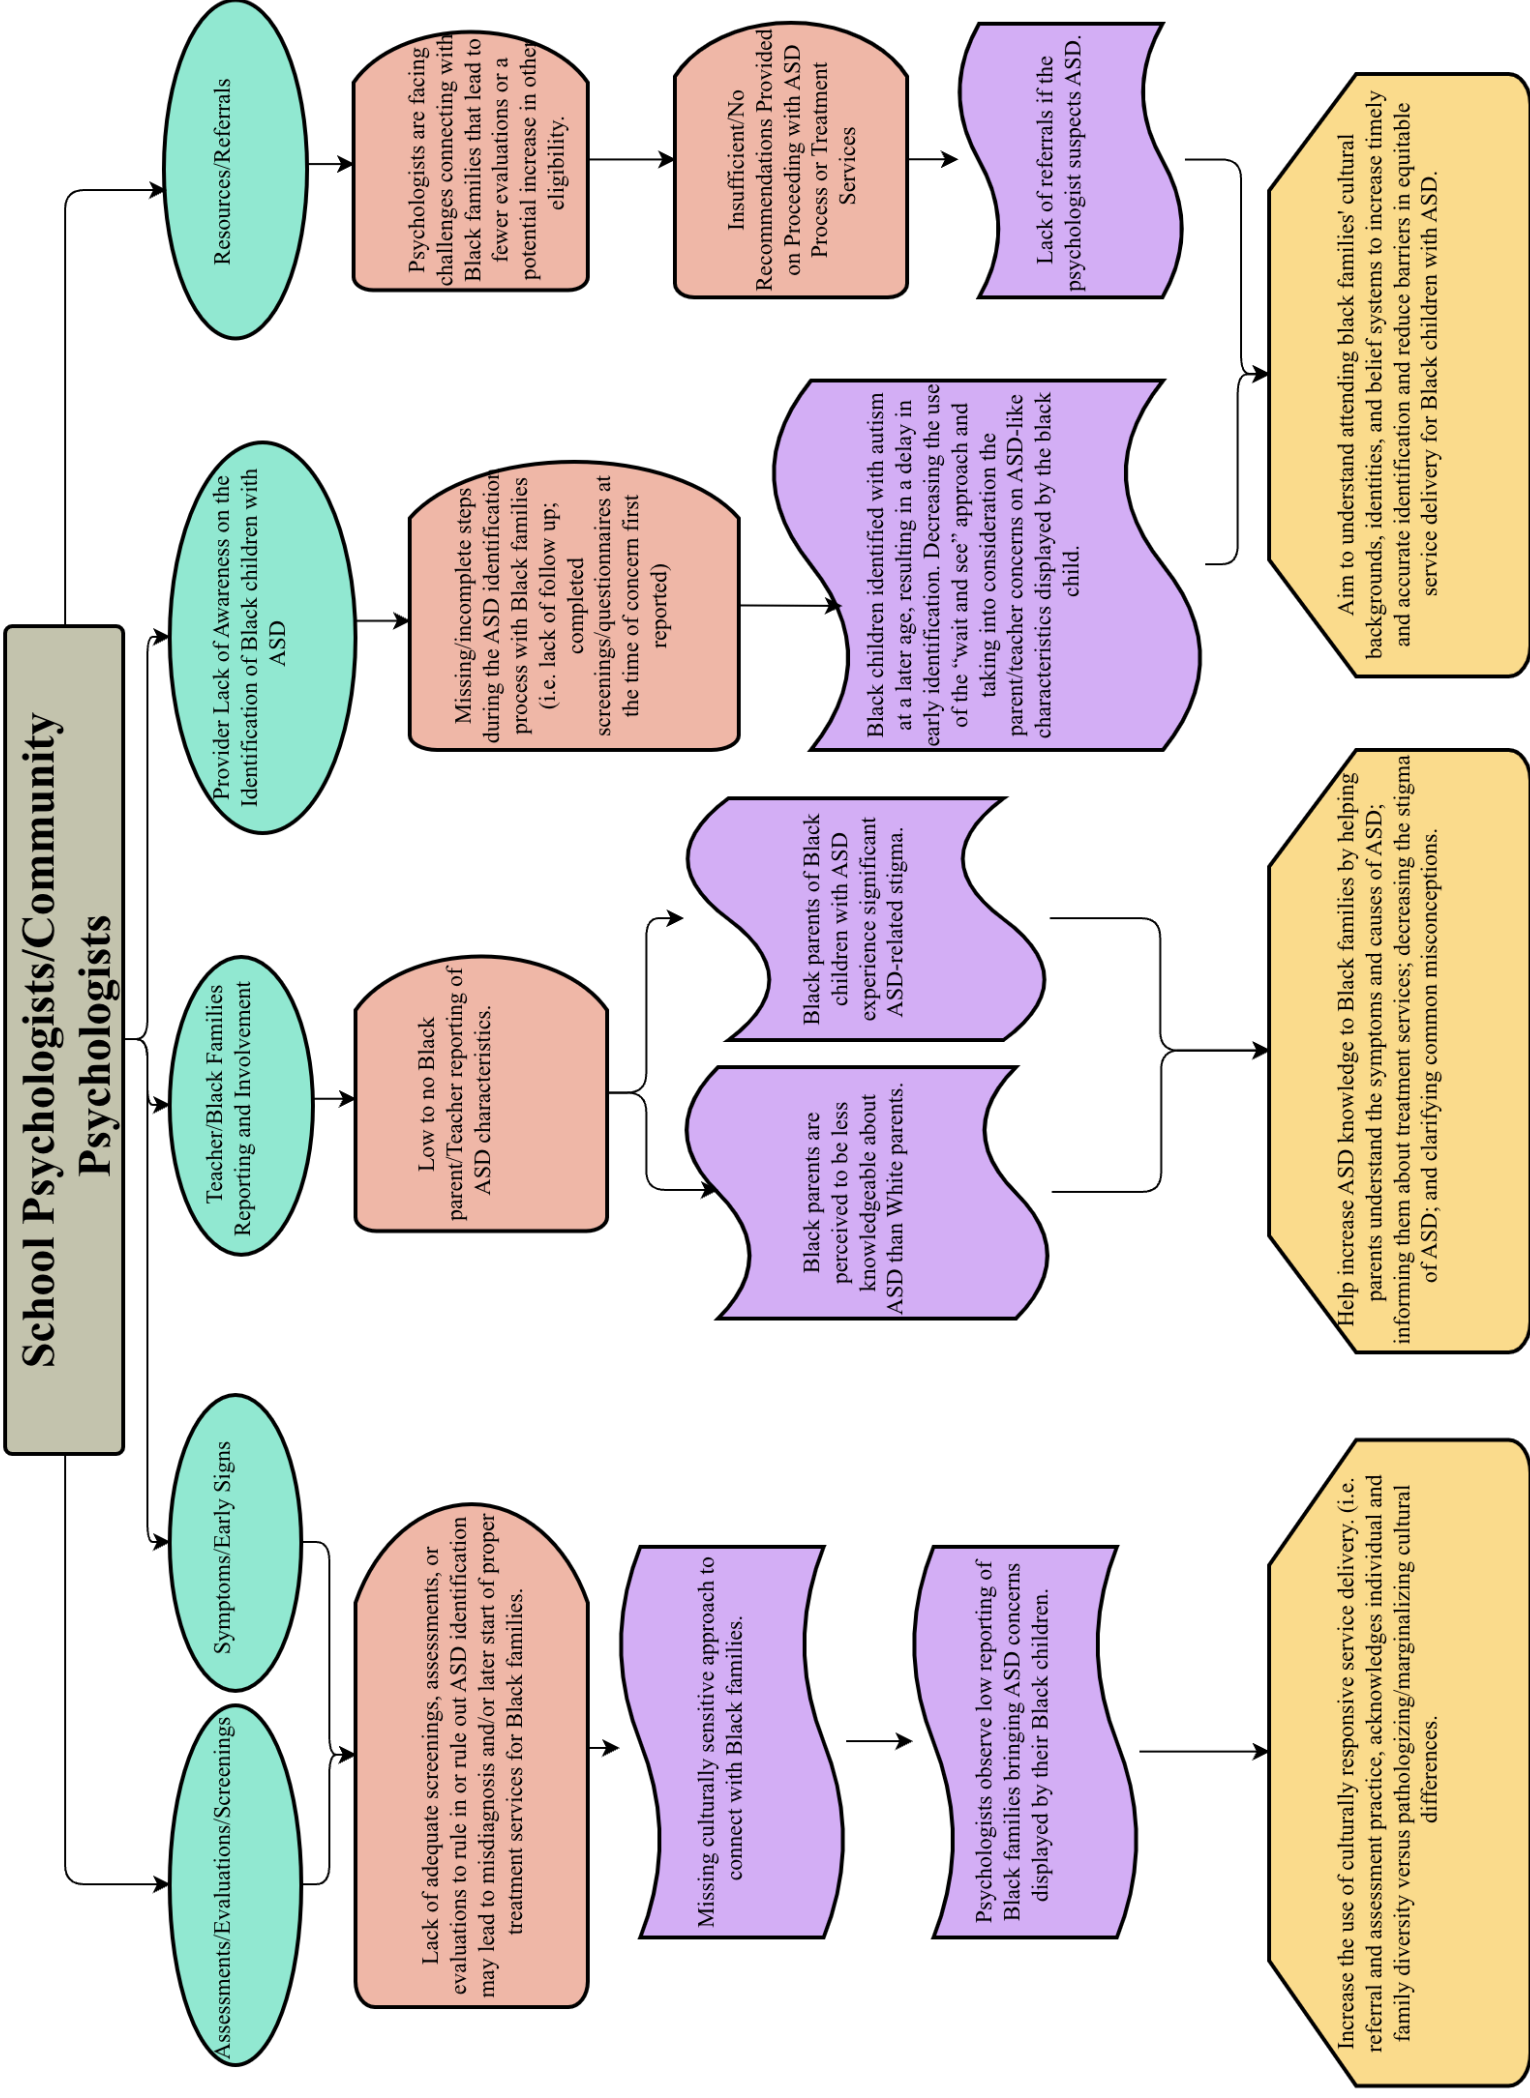 School Psychologists/Community
Psychologists
Assessments/Evaluations/Screenings
Symptoms/Early Signs
Teacher/Black Families
Reporting and Involvement
Provider Lack of Awareness on the
Identification of Black children with
ASD
Resources/Referrals
Lack of adequate screenings, assessments, or
evaluations to rule in or rule out ASD identification
may lead to misdiagnosis and/or later start of proper
treatment services for Black families.
Low to no Black
parent/Teacher reporting of
ASD characteristics.
Missing/incomplete steps
during the ASD identification
process with Black families
(i.e. lack of follow up;
completed
screenings/questionnaires at
the time of concern first
reported)
Psychologists are facing
challenges connecting with
Black families that lead to
fewer evaluations or a
potential increase in other
eligibility.
Insufficient/No
Recommendations Provided
on Proceeding with ASD
Process or Treatment
Services
Missing culturally sensitive approach to
connect with Black families.
Psychologists observe low reporting of
Black families bringing ASD concerns
displayed by their Black children.
Black parents are
perceived to be less
knowledgeable about
ASD than White parents.
Black parents of Black
children with ASD
experience significant
ASD-related stigma.
Black children identified with autism
at a later age, resulting in a delay in
early identification. Decreasing the use
of the “wait and see” approach and
taking into consideration the
parent/teacher concerns on ASD-like
characteristics displayed by the black
child.
Lack of referrals if the
psychologist suspects ASD.
Increase the use of culturally responsive service delivery. (i.e.
referral and assessment practice, acknowledges individual and
family diversity versus pathologizing/marginalizing cultural
differences.
Help increase ASD knowledge to Black families by helping
parents understand the symptoms and causes of ASD;
informing them about treatment services; decreasing the stigma
of ASD; and clarifying common misconceptions.
Aim to understand attending black families' cultural
backgrounds, identities, and belief systems to increase timely
and accurate identification and reduce barriers in equitable
service delivery for Black children with ASD.